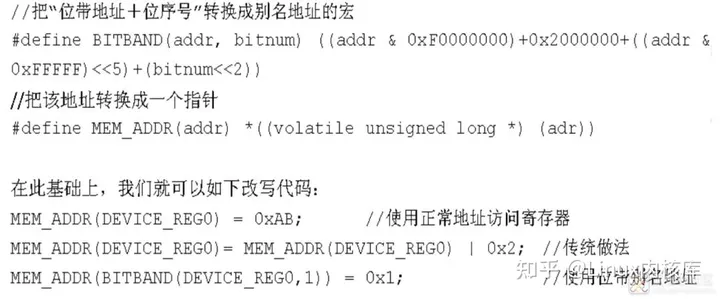 //把“位带地址＋位序号”转换成别名地址的宏
#define BITBAND(addr, bitnum) ((addr & 0xF0000000)+0x2000000+((addr &
0xFFFFF)<<5)+(bitnum<<2))
//把该地址转换成一个指针
#define MEM_ADDR(addr) *((volatile unsigned long *) (adr))
在此基础上，我们就可以如下改写代码：
MEM_ADDR(DEVICE_REG0) = 0xAB; //使用正常地址访问寄存器
MEM_ADDR(DEVICE_REG0)= MEM_ADDR(DEVICE_REG0) | 0x2; //传统做法
MEM_ADDR(BITBAND(DEVICE_REG0,1)) = 0x1; //使用位带别名地址
知乎 @Linux内核库